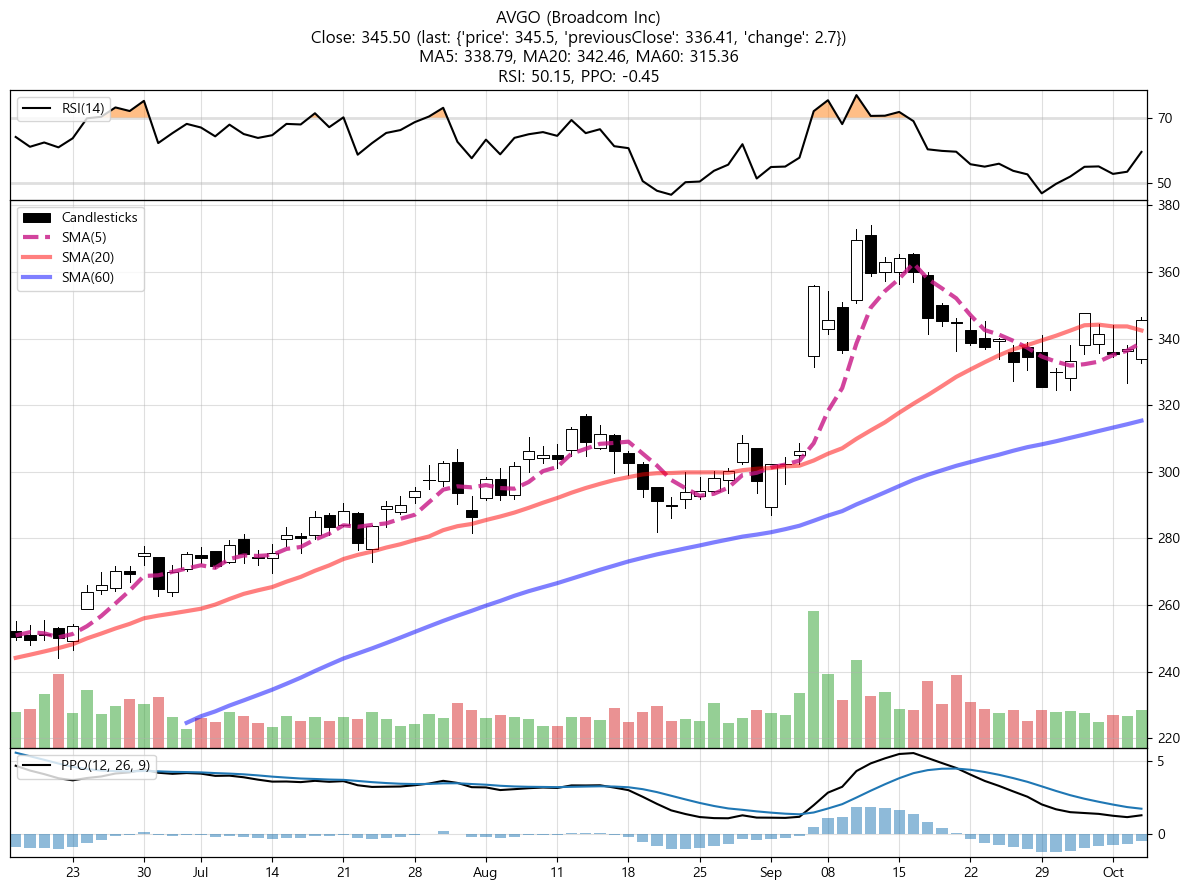 AVGO (Broadcom Inc)
Close: 345.50 (last: {'price': 345.5, 'previousClose': 336.41, 'change': 2.7})
MA5: 338.79, MA20: 342.46, MA60: 315.36
RSI: 50.15, PPO: -0.45
RSI(14)
70
50
Candlesticks
SMA(5)
SMA(20)
SMA(60)
380
360
340
320
300
280
260
240
220
PPO(12, 26, 9)
5
0
23 30 Jul 14 21 28 Aug 11 18 25 Sep 08 15 22 29 Oct